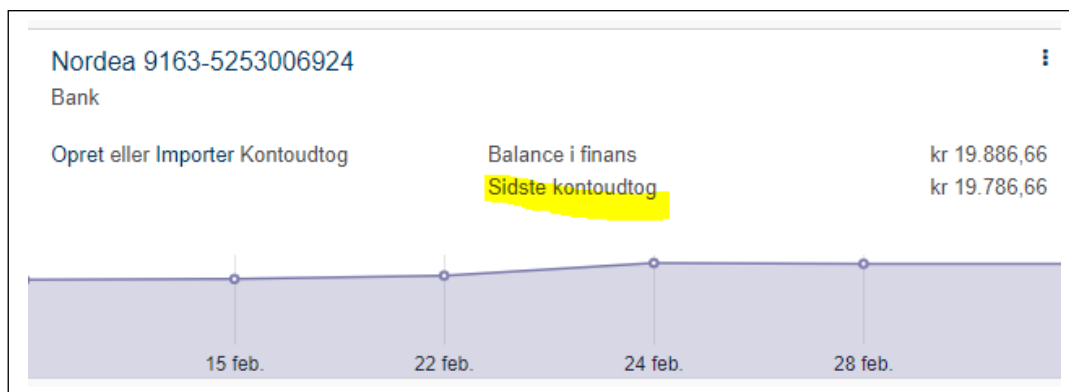 Nordea 9163-5253006924
Bank
Opret eller Importer Kontoudtog
Balance i finans kr 19.886,66
Sidste kontoudtog kr 19.786,66
15 feb. 22 feb. 24 feb. 28 feb.